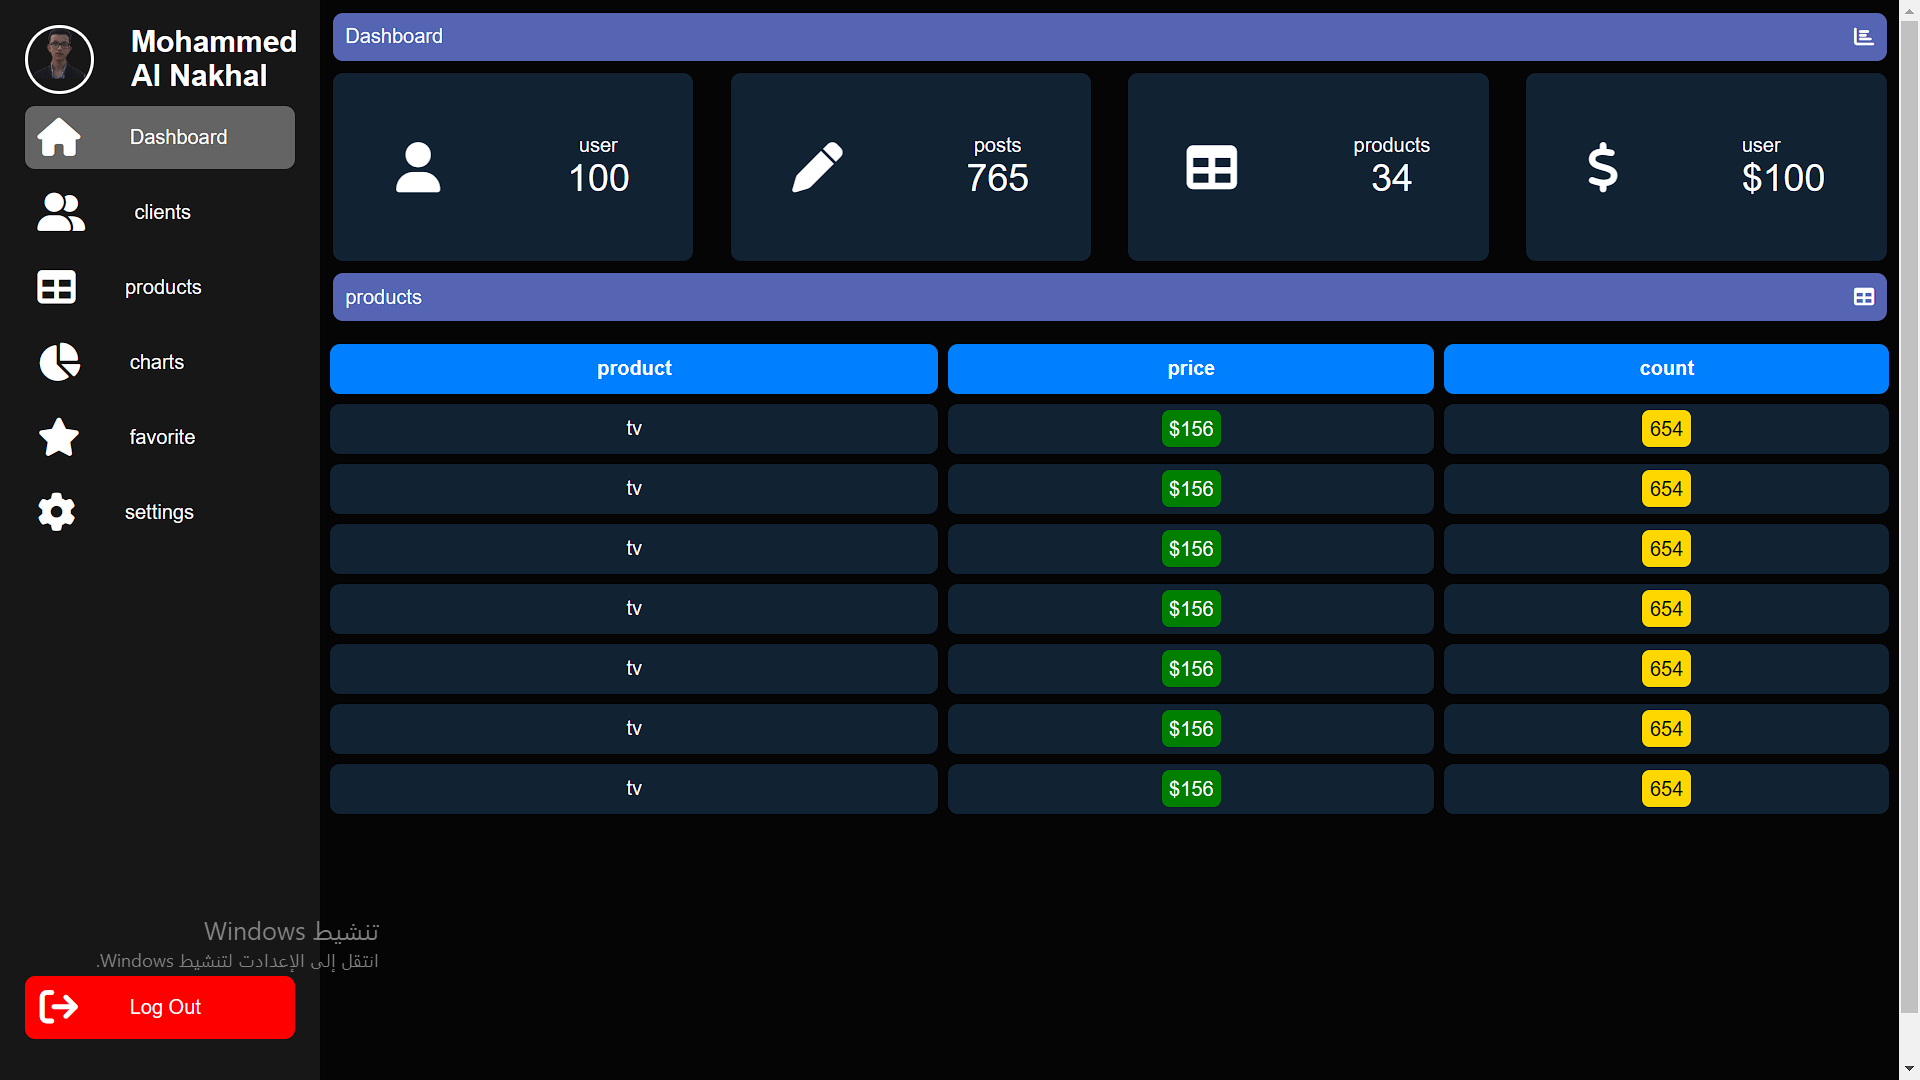 Mohammed
Al Nakhal
Dashboard
clients
products
charts
favorite
settings
تنشيط Windows
انتقل إلى الإعدادت لتنشيط Windows.
Log Out
Dashboard
user
100
posts
765
products
34
user
$100
products
product price count
tv $156 654
tv $156 654
tv $156 654
tv $156 654
tv $156 654
tv $156 654
tv $156 654